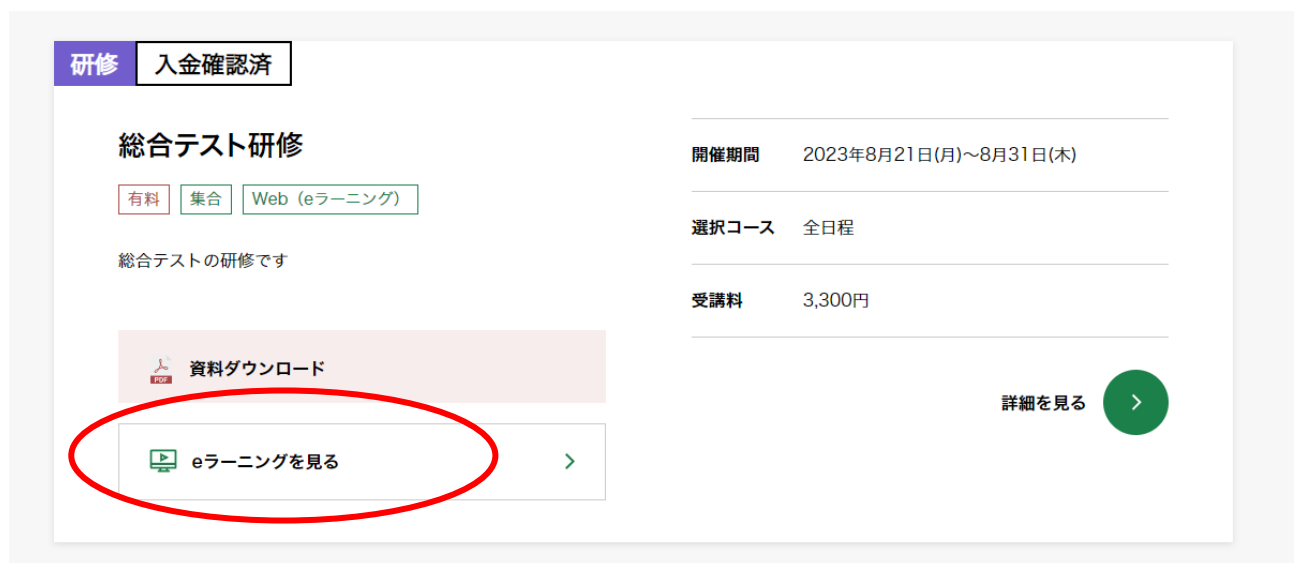 研修 入金確認済
総合テスト研修
有料 集合 Web（eラーニング）
総合テストの研修です
PDF 資料ダウンロード
eラーニングを見る
開催期間 2023年8月21日(月)～8月31日(木)
選択コース 全日程
受講料 3,300円
詳細を見る